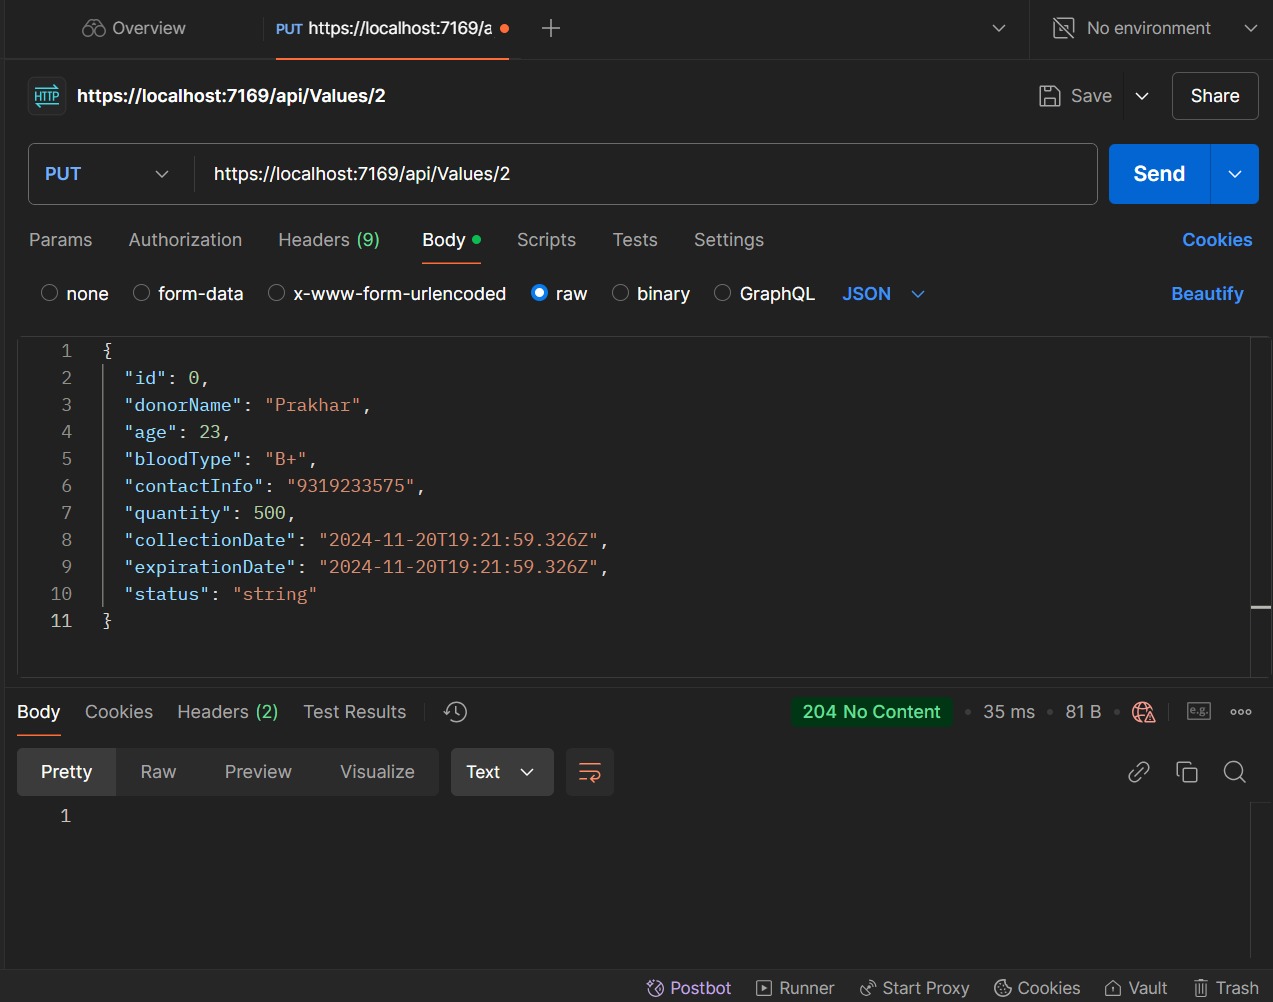 Overview PUT https://localhost:7169/a No environment
HTTP https://localhost:7169/api/Values/2 Save Share
PUT https://localhost:7169/api/Values/2 Send
Params Authorization Headers (9) Body Scripts Tests Settings Cookies
none form-data x-www-form-urlencoded raw binary GraphQL JSON Beautify
1 {
2 "id": 0,
3 "donorName": "Prakhar",
4 "age": 23,
5 "bloodType": "B+",
6 "contactInfo": "9319233575",
7 "quantity": 500,
8 "collectionDate": "2024-11-20T19:21:59.326Z",
9 "expirationDate": "2024-11-20T19:21:59.326Z",
10 "status": "string"
11 }
Body Cookies Headers (2) Test Results 204 No Content 35 ms 81 B e.g.
Pretty Raw Preview Visualize Text
1
Postbot Runner Start Proxy Cookies Vault Trash